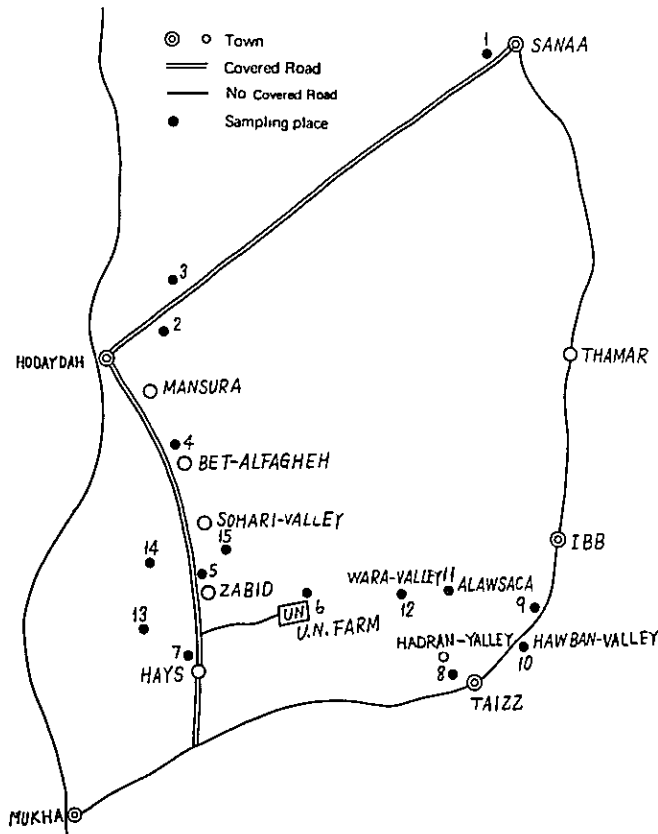 Town
Covered Road
No Covered Road
Sampling place
1
SANAA
3
2
HODAYDAH
THAMAR
MANSURA
4
BET-ALFAGHEH
SOHARI-VALLEY
15
IBB
14
5
ZABID
WARA-VALLEY
11
ALAWSACA
6
12
9
UN
U.N. FARM
13
HADRAN-YALLEY
HAWBAN-VALLEY
7
10
HAYS
8
TAIZZ
MUKHA